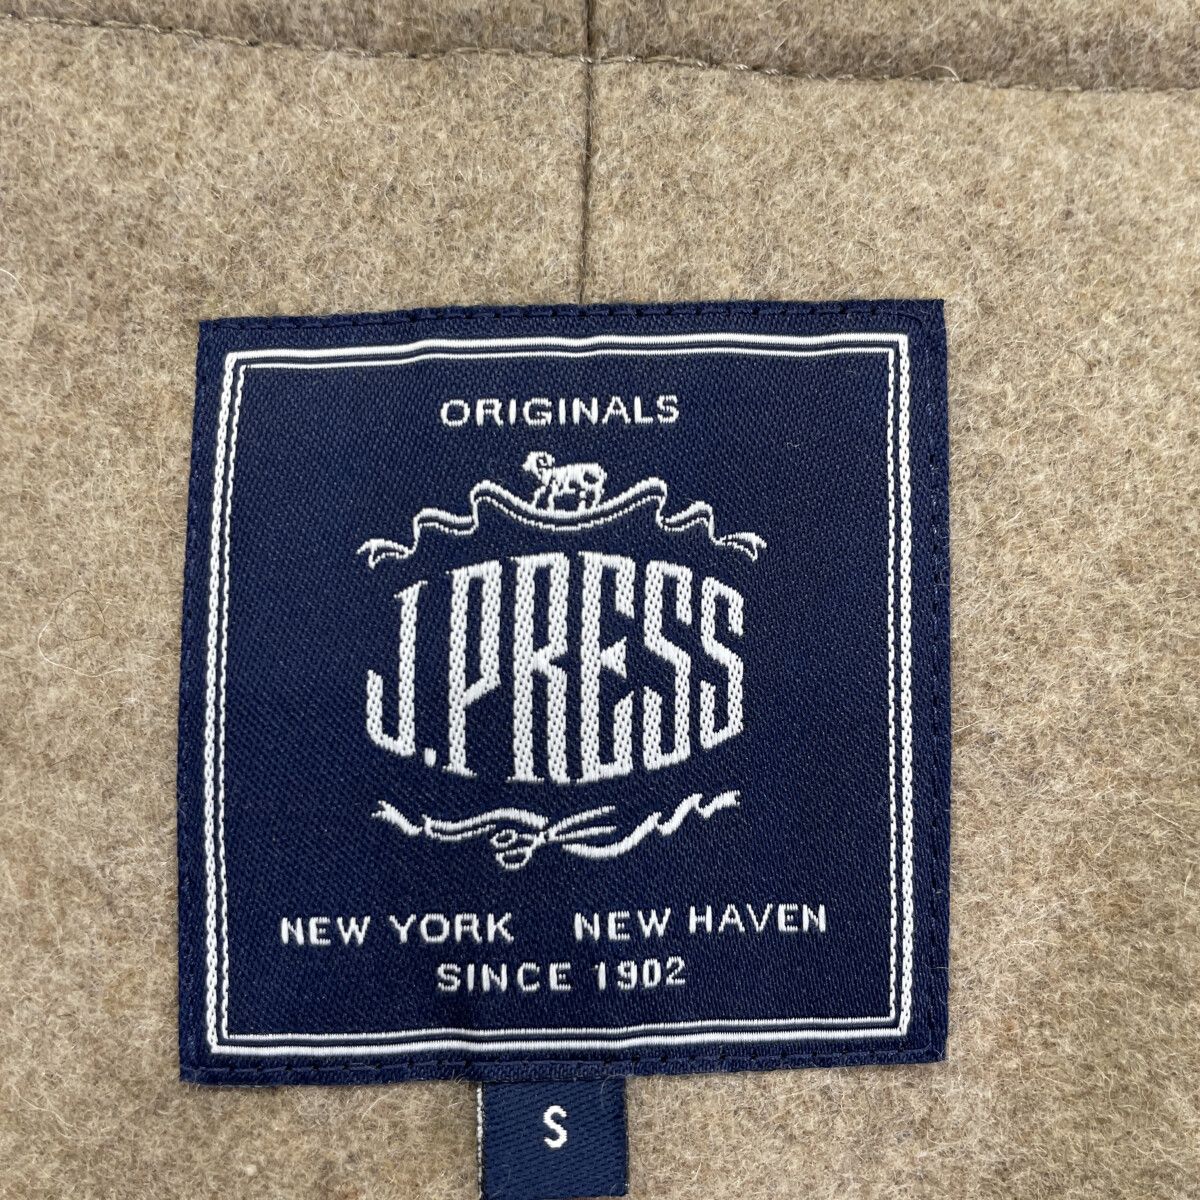 ORIGINALS
J.PRESS
NEW YORK NEW HAVEN
SINCE 1902
S